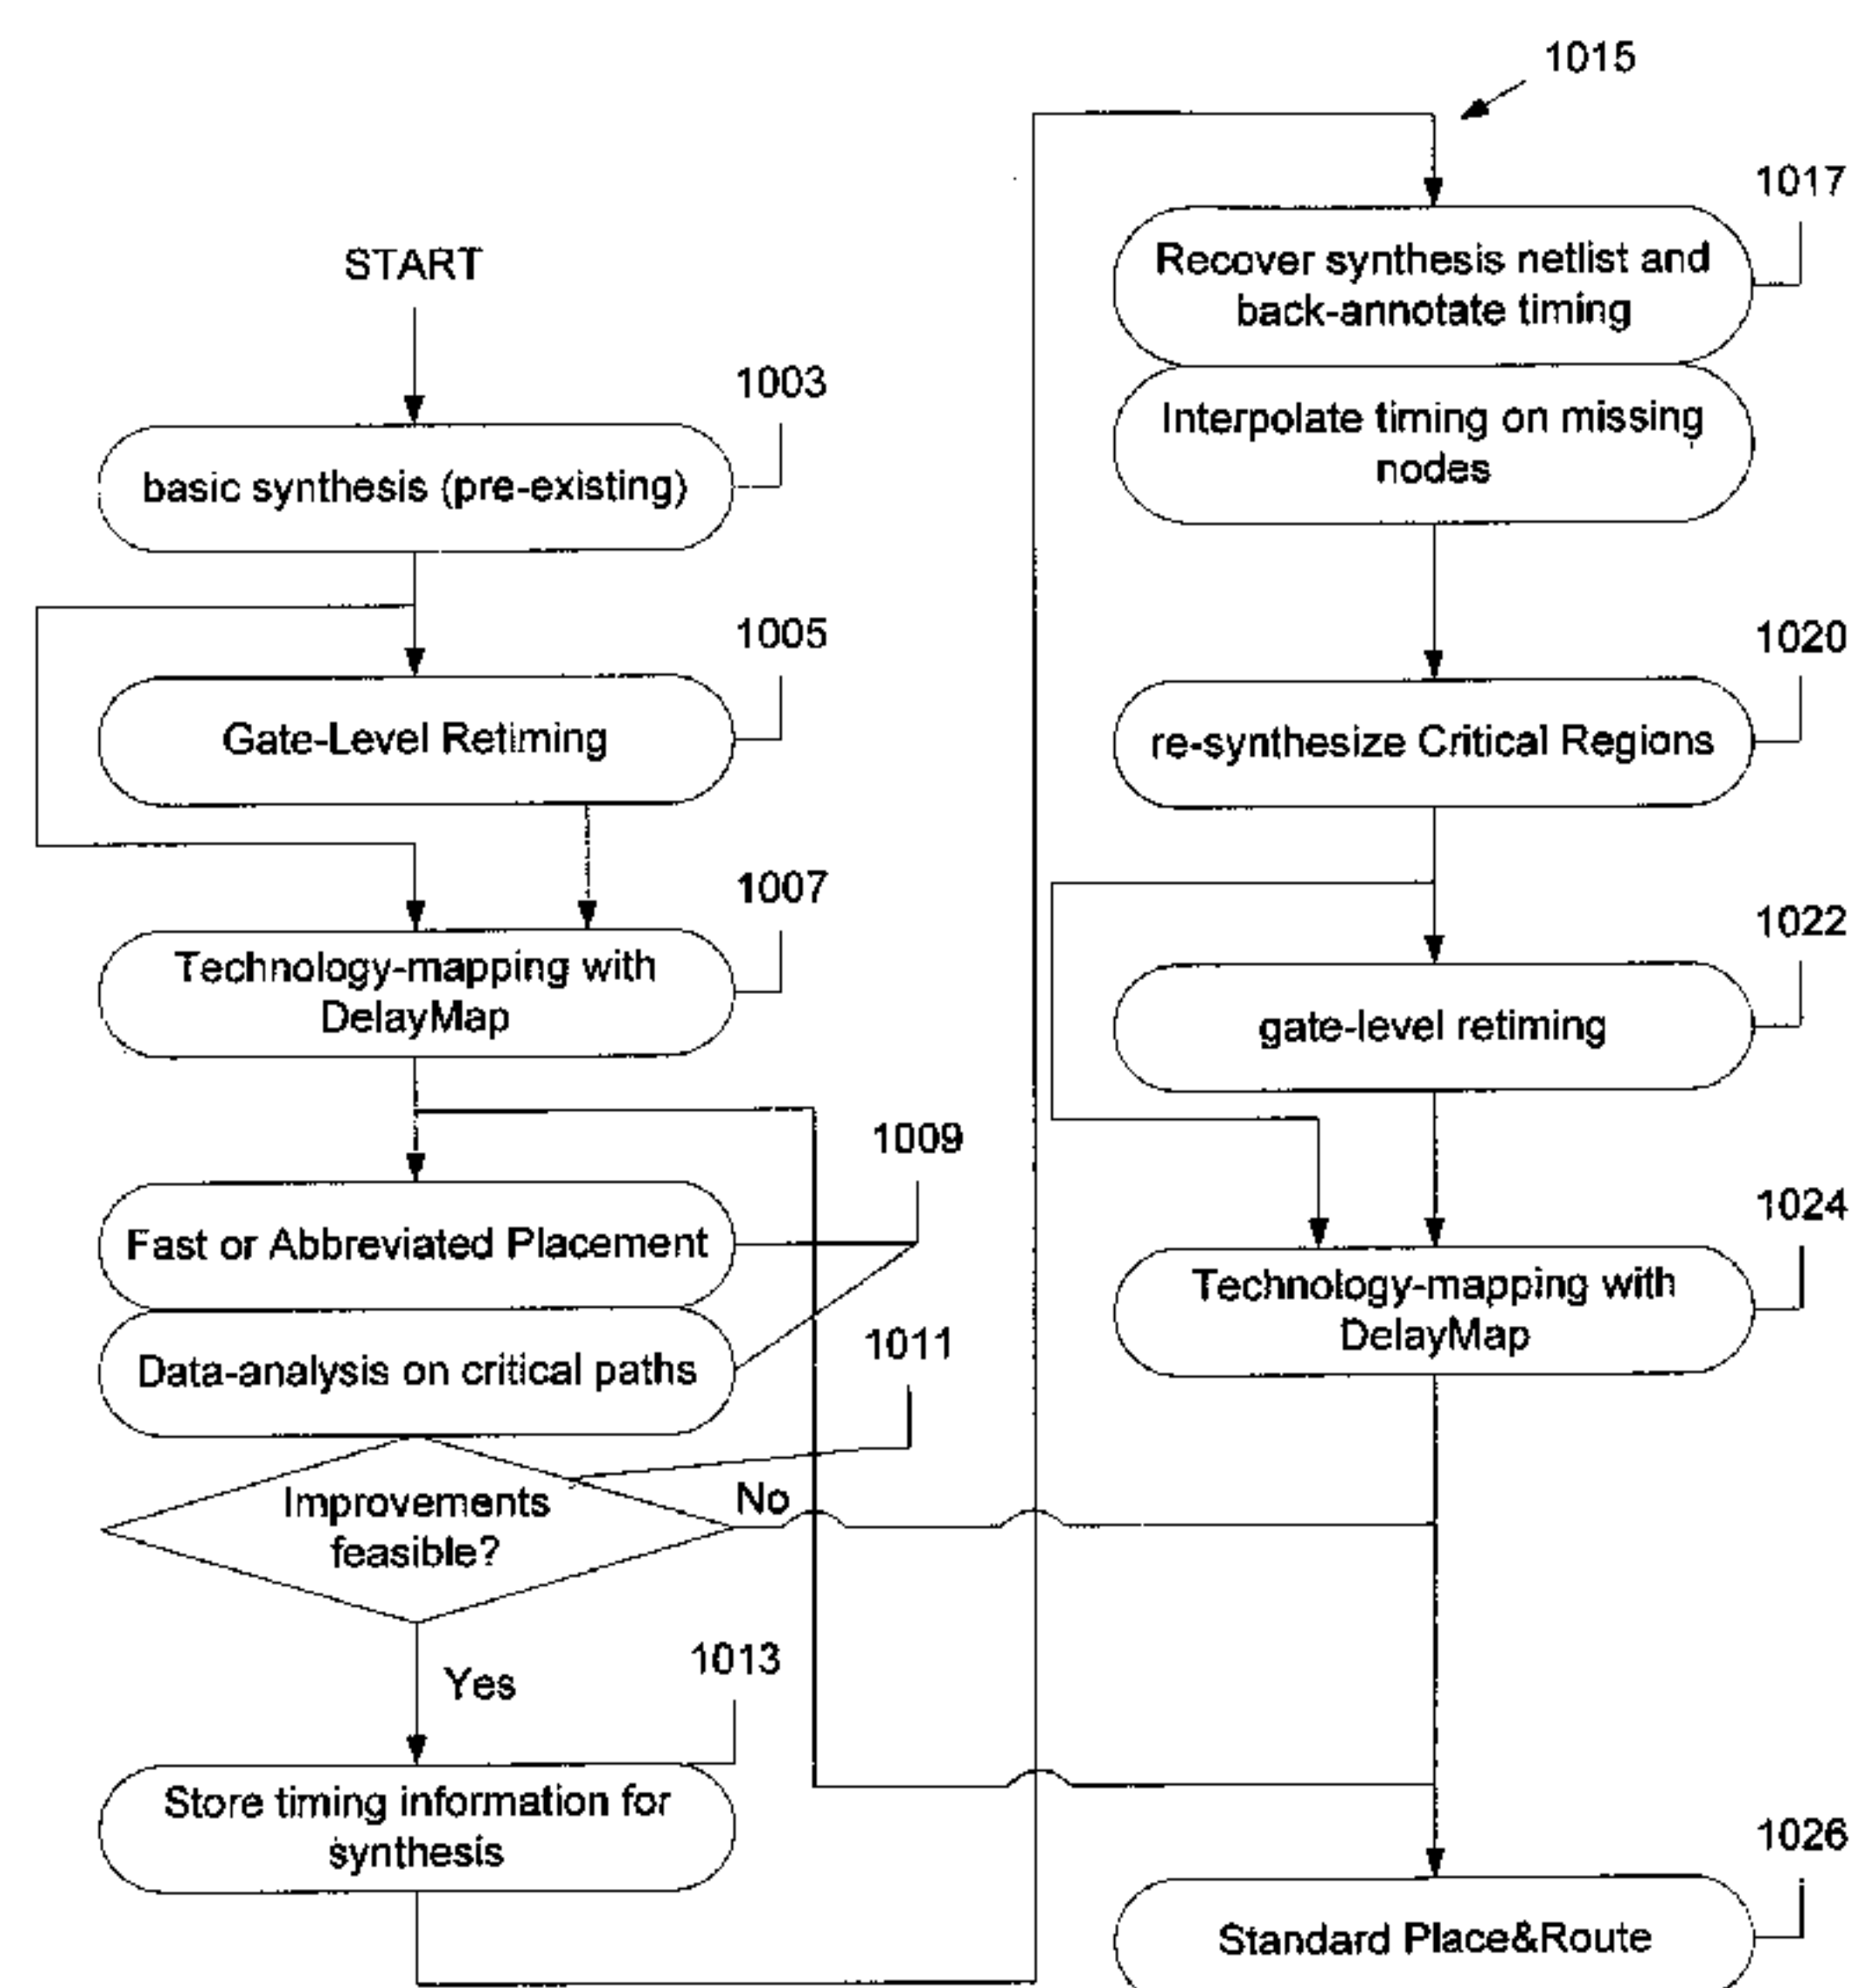 START
1003
basic synthesis (pre-existing)
1005
Gate-Level Retiming
1007
Technology-mapping with
DelayMap
1009
Fast or Abbreviated Placement
Data-analysis on critical paths
1011
Improvements
feasible?
No
Yes
1013
Store timing information for
synthesis
1015
1017
Recover synthesis netlist and
back-annotate timing
Interpolate timing on missing
nodes
1020
re-synthesize Critical Regions
1022
gate-level retiming
1024
Technology-mapping with
DelayMap
1026
Standard Place&Route